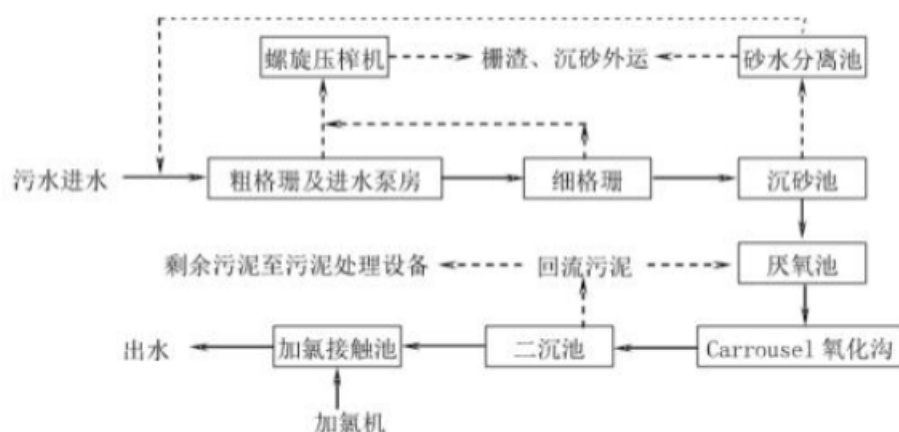 螺旋压榨机
栅渣、沉砂外运
砂水分离池
污水进水
粗格珊及进水泵房
细格珊
沉砂池
剩余污泥至污泥处理设备
回流污泥
厌氧池
出水
加氯接触池
二沉池
Carrousel 氧化沟
加氯机